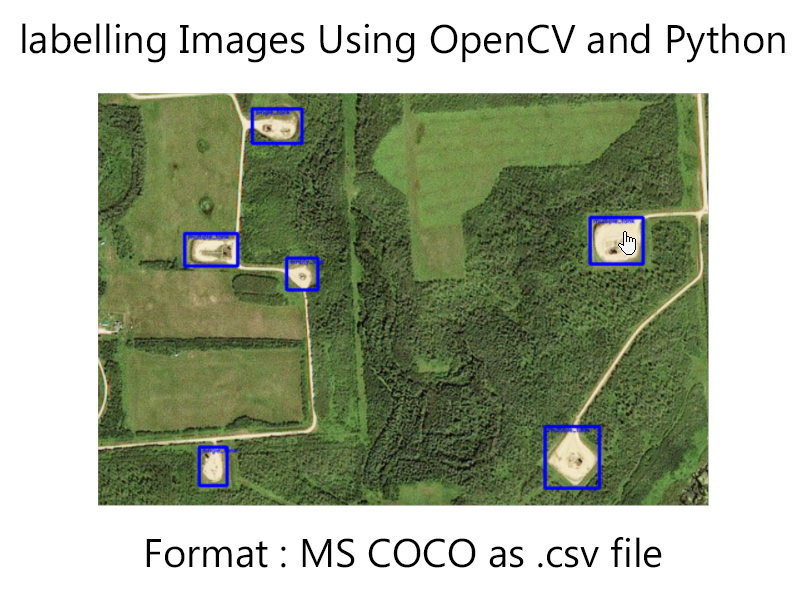 labelling Images Using OpenCV and Python
Format : MS COCO as .csv file